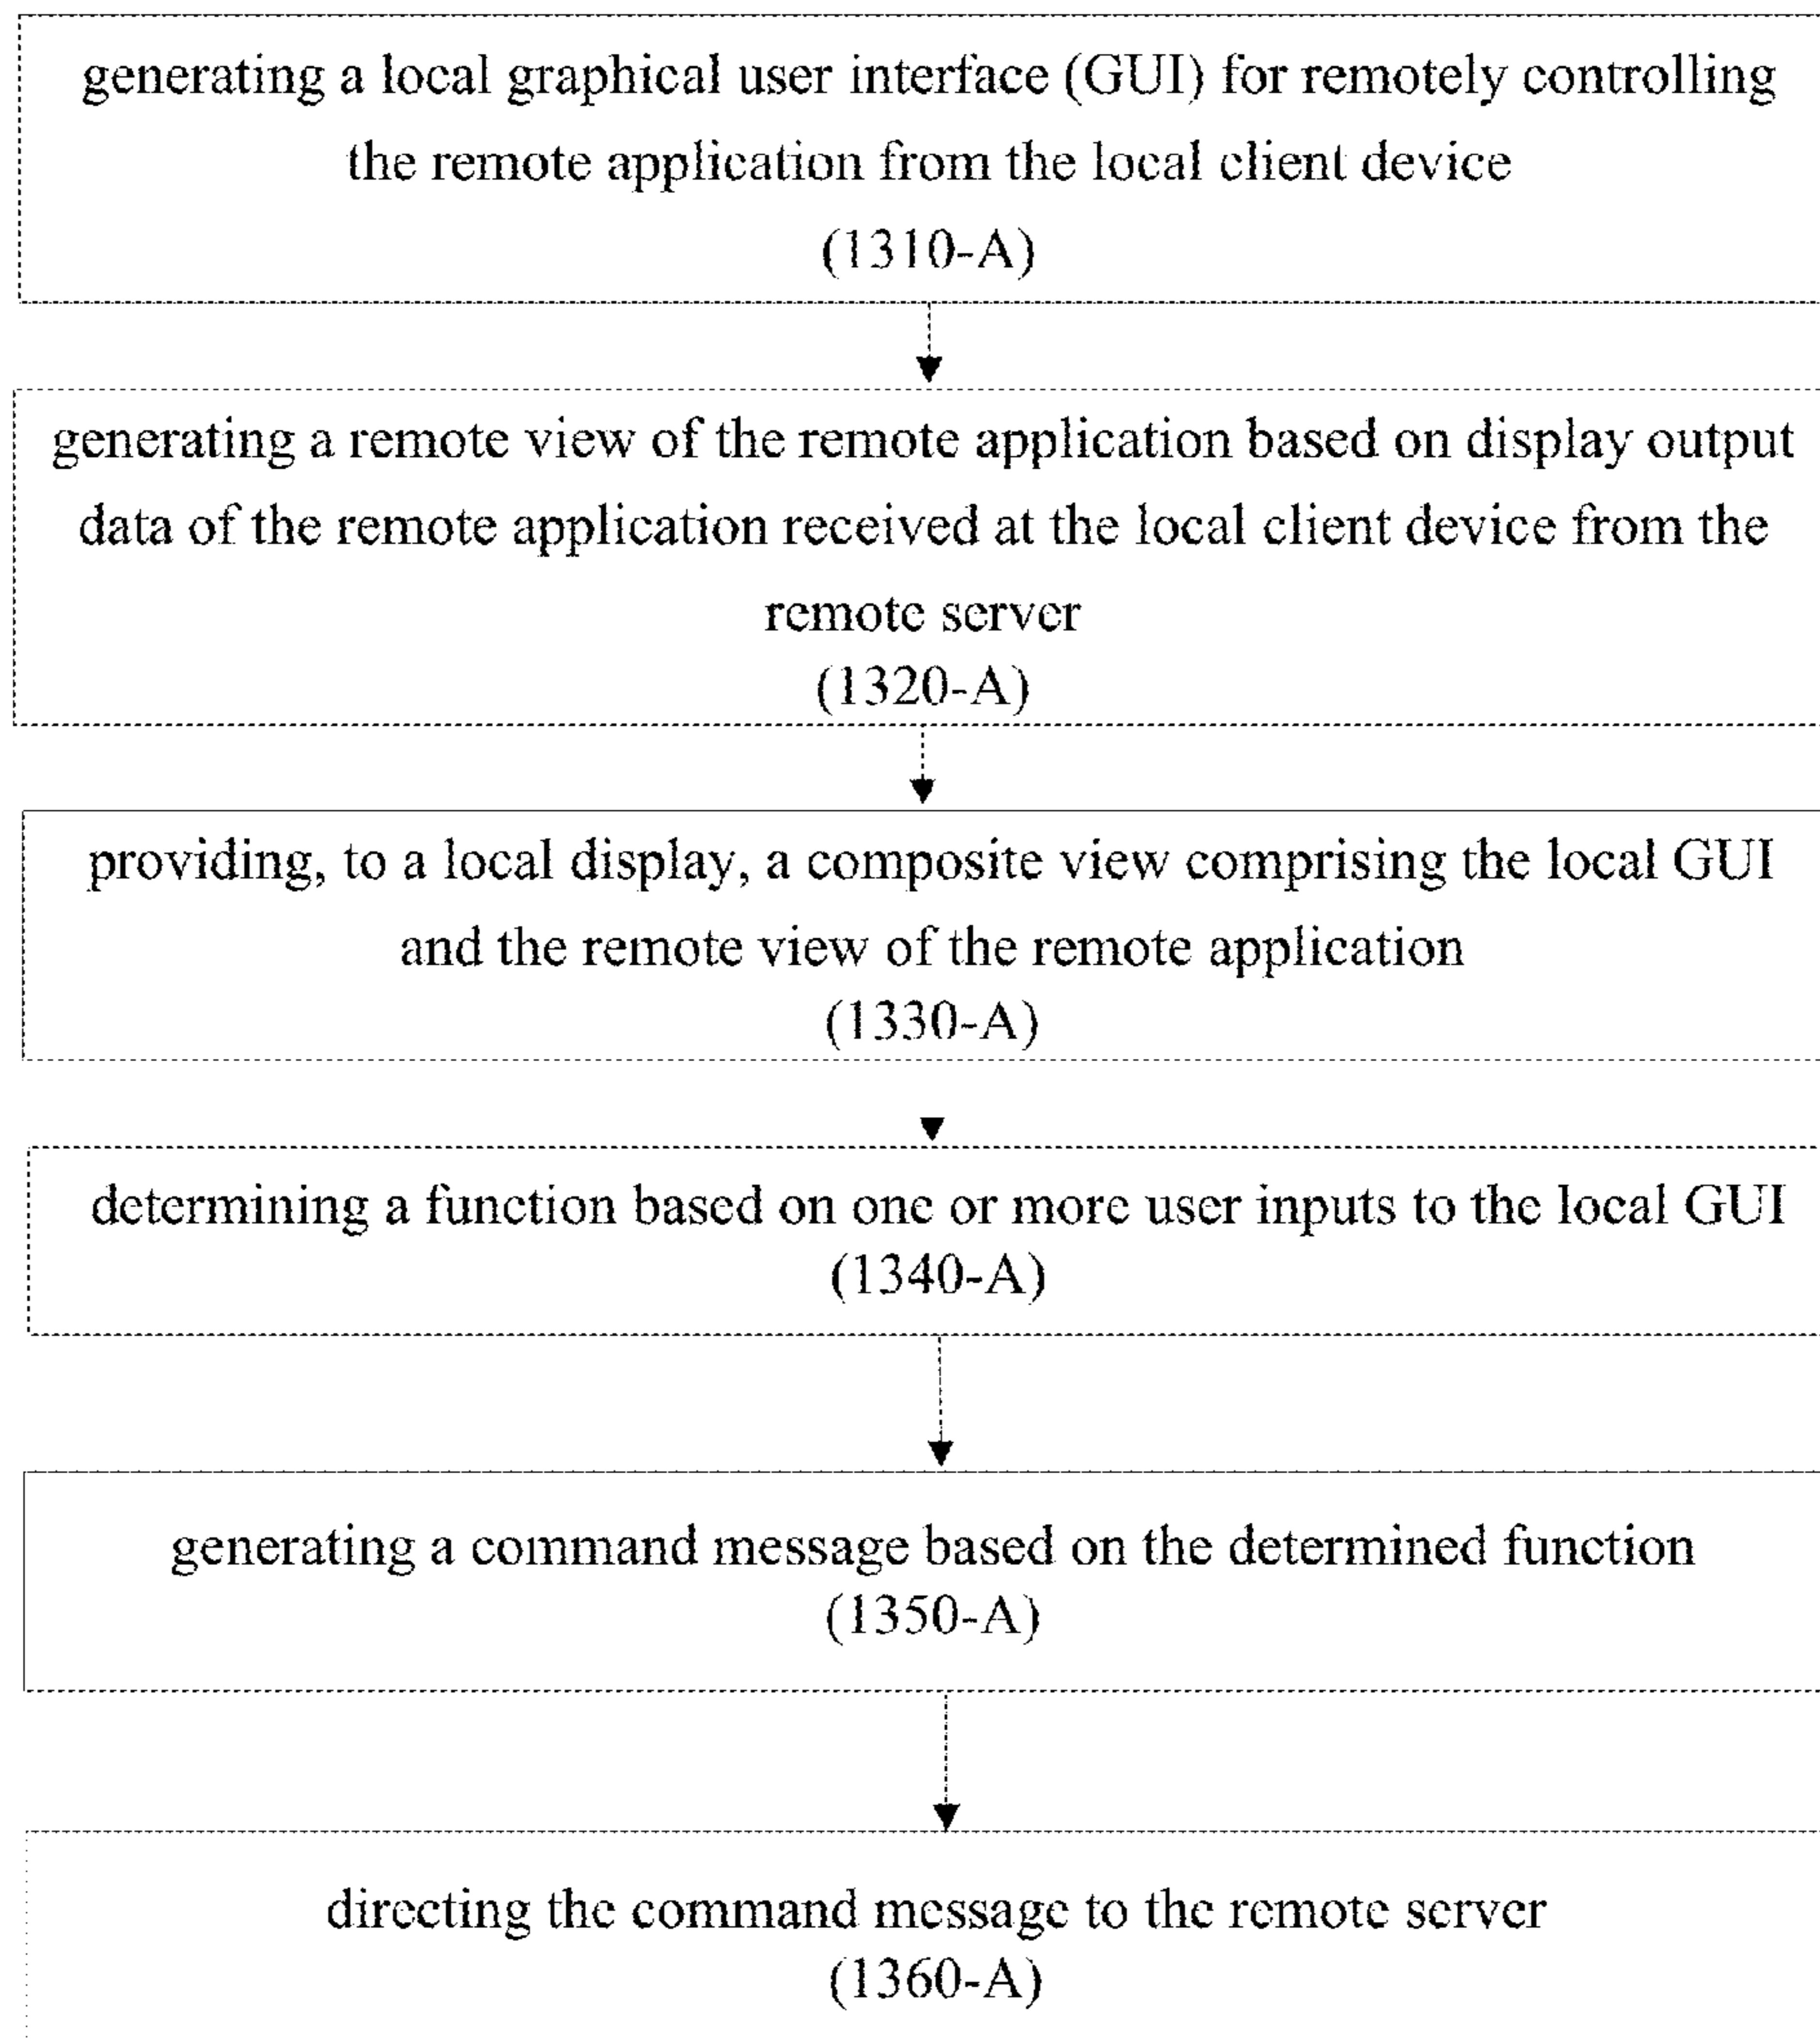 generating a local graphical user interface (GUI) for remotely controlling
the remote application from the local client device
(1310-A)
generating a remote view of the remote application based on display output
data of the remote application received at the local client device from the
remote server
(1320-A)
providing, to a local display, a composite view comprising the local GUI
and the remote view of the remote application
(1330-A)
determining a function based on one or more user inputs to the local GUI
(1340-A)
generating a command message based on the determined function
(1350-A)
directing the command message to the remote server
(1360-A)